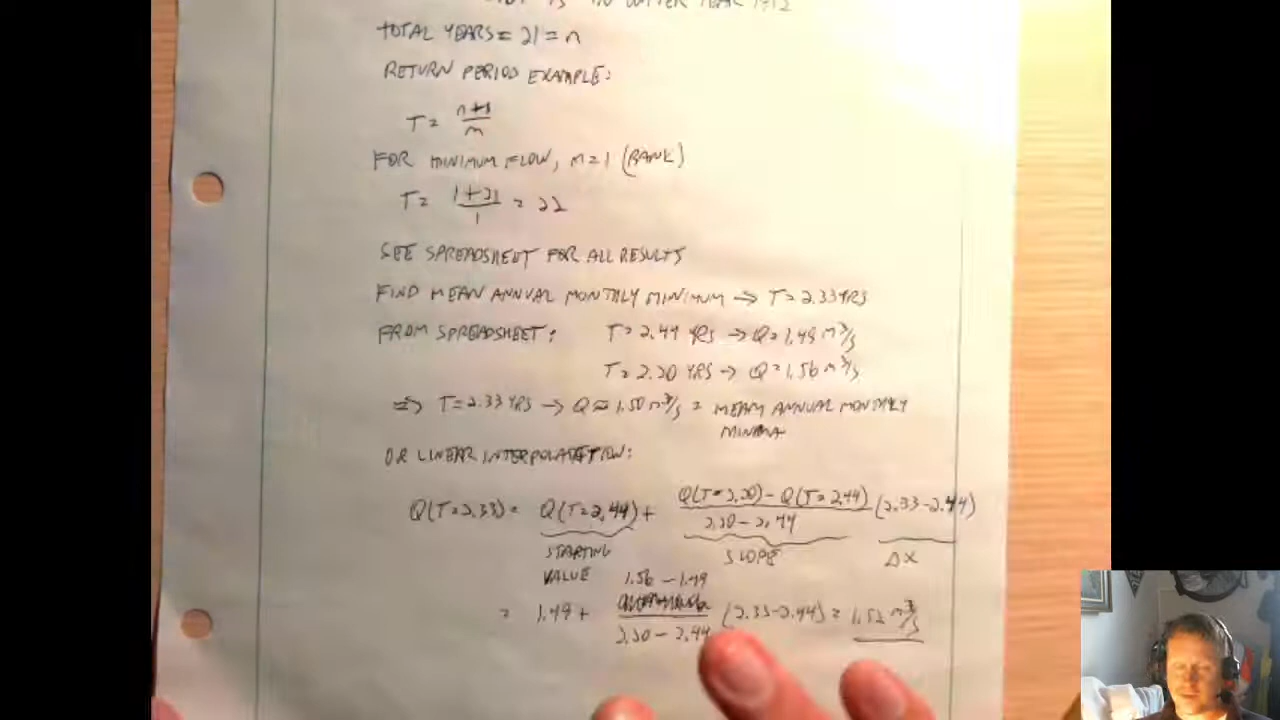 IN WATER YEAR 1912
TOTAL YEARS = 21 = n
RETURN PERIOD EXAMPLE:
T = n+1 / m
FOR MINIMUM FLOW, m=1 (RANK)
T = 1+21 / 1 = 22
SEE SPREADSHEET FOR ALL RESULTS
FIND MEAN ANNUAL MONTHLY MINIMUM ⇒ T=2.33 YRS
FROM SPREADSHEET: T=2.44 YRS → Q=1.49 m³/s
T=2.20 YRS → Q=1.56 m³/s
⇒ T=2.33 YRS → Q≈1.50 m³/s = MEAN ANNUAL MONTHLY
MINIMA
OR LINEAR INTERPOLATION:
Q(T=2.33) = Q(T=2.44) + Q(T=2.20) - Q(T=2.44) / 2.20-2.44 (2.33-2.44)
STARTING VALUE SLOPE ΔX
= 1.49 + 1.56-1.49 / 2.20-2.44 (2.33-2.44) = 1.52 m³/s